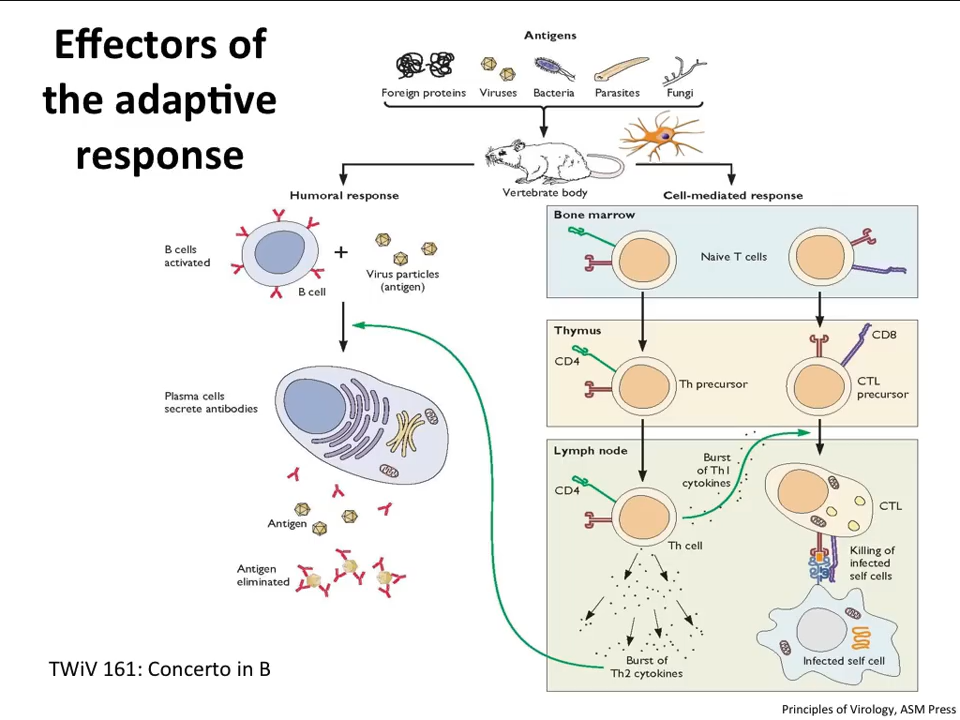 Effectors of
the adaptive
response
Antigens
Foreign proteins
Viruses
Bacteria
Parasites
Fungi
Vertebrate body
Humoral response
Cell-mediated response
B cells
activated
+
B cell
Virus particles
(antigen)
Plasma cells
secrete antibodies
Antigen
Antigen
eliminated
Bone marrow
Naive T cells
Thymus
CD4
Th precursor
CD8
CTL
precursor
Lymph node
CD4
Burst
of Th1
cytokines
Th cell
CTL
Killing of
infected
self cells
Burst of
Th2 cytokines
Infected self cell
TWiV 161: Concerto in B
Principles of Virology, ASM Press